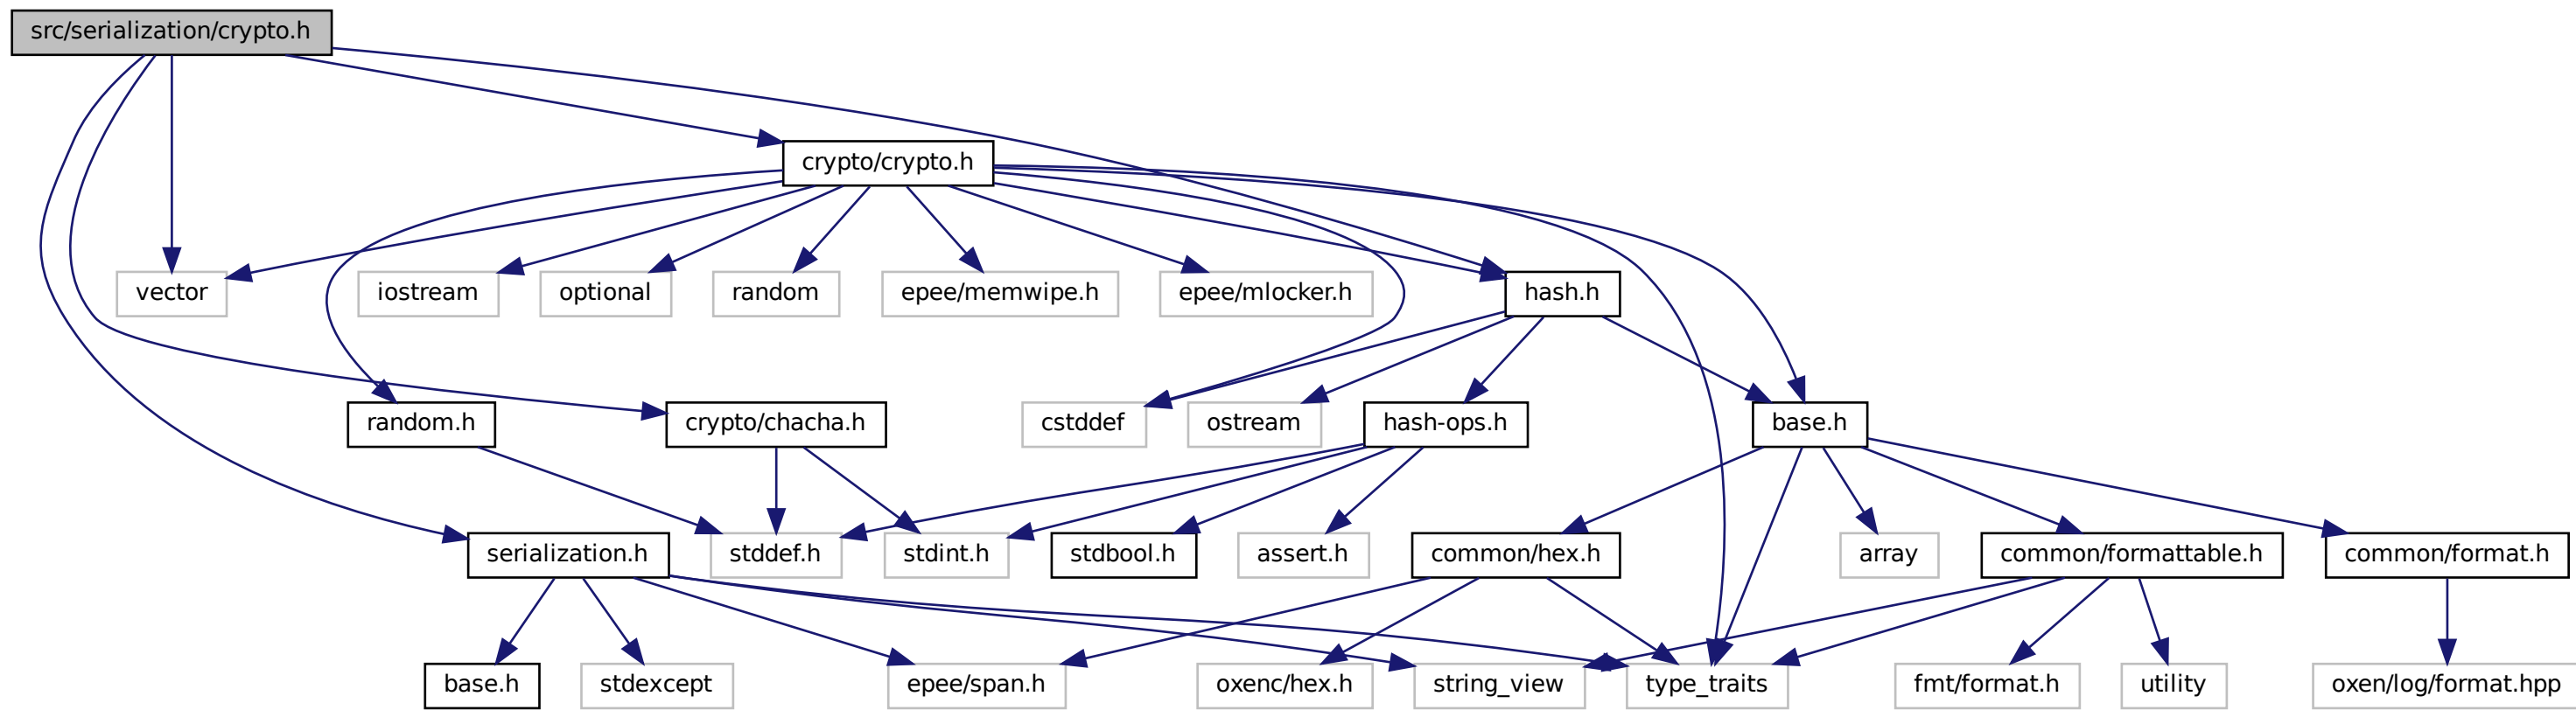 src/serialization/crypto.h
crypto/crypto.h
vector
iostream
optional
random
epee/memwipe.h
epee/mlocker.h
hash.h
random.h
crypto/chacha.h
cstddef
ostream
hash-ops.h
base.h
serialization.h
stddef.h
stdint.h
stdbool.h
assert.h
common/hex.h
array
common/formattable.h
common/format.h
base.h
stdexcept
epee/span.h
oxenc/hex.h
string_view
type_traits
fmt/format.h
utility
oxen/log/format.hpp